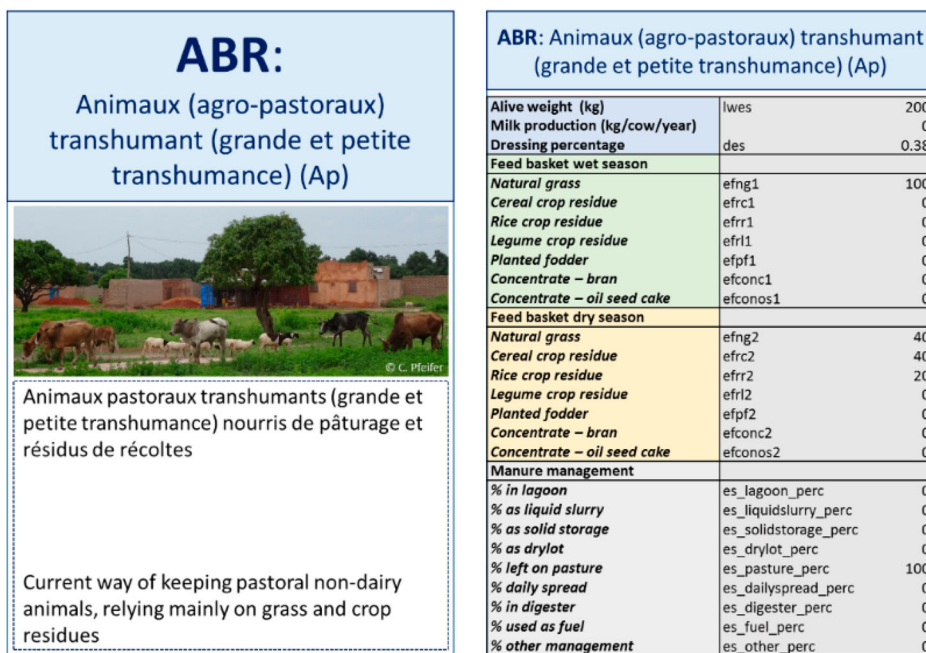 ABR:
Animaux (agro-pastoraux)
transhumant (grande et petite
transhumance) (Ap)
© C. Pfeifer
Animaux pastoraux transhumants (grande et
petite transhumance) nourris de pâturage et
résidus de récoltes
Current way of keeping pastoral non-dairy
animals, relying mainly on grass and crop
residues
ABR: Animaux (agro-pastoraux) transhumant
(grande et petite transhumance) (Ap)
Alive weight (kg) lwes 200
Milk production (kg/cow/year) 0
Dressing percentage des 0.38
Feed basket wet season
Natural grass efng1 100
Cereal crop residue efrc1 0
Rice crop residue efrr1 0
Legume crop residue efrl1 0
Planted fodder efpf1 0
Concentrate – bran efconc1 0
Concentrate – oil seed cake efconos1 0
Feed basket dry season
Natural grass efng2 40
Cereal crop residue efrc2 40
Rice crop residue efrr2 20
Legume crop residue efrl2 0
Planted fodder efpf2 0
Concentrate – bran efconc2 0
Concentrate – oil seed cake efconos2 0
Manure management
% in lagoon es_lagoon_perc 0
% as liquid slurry es_liquidslurry_perc 0
% as solid storage es_solidstorage_perc 0
% as drylot es_drylot_perc 0
% left on pasture es_pasture_perc 100
% daily spread es_dailyspread_perc 0
% in digester es_digester_perc 0
% used as fuel es_fuel_perc 0
% other management es_other_perc 0